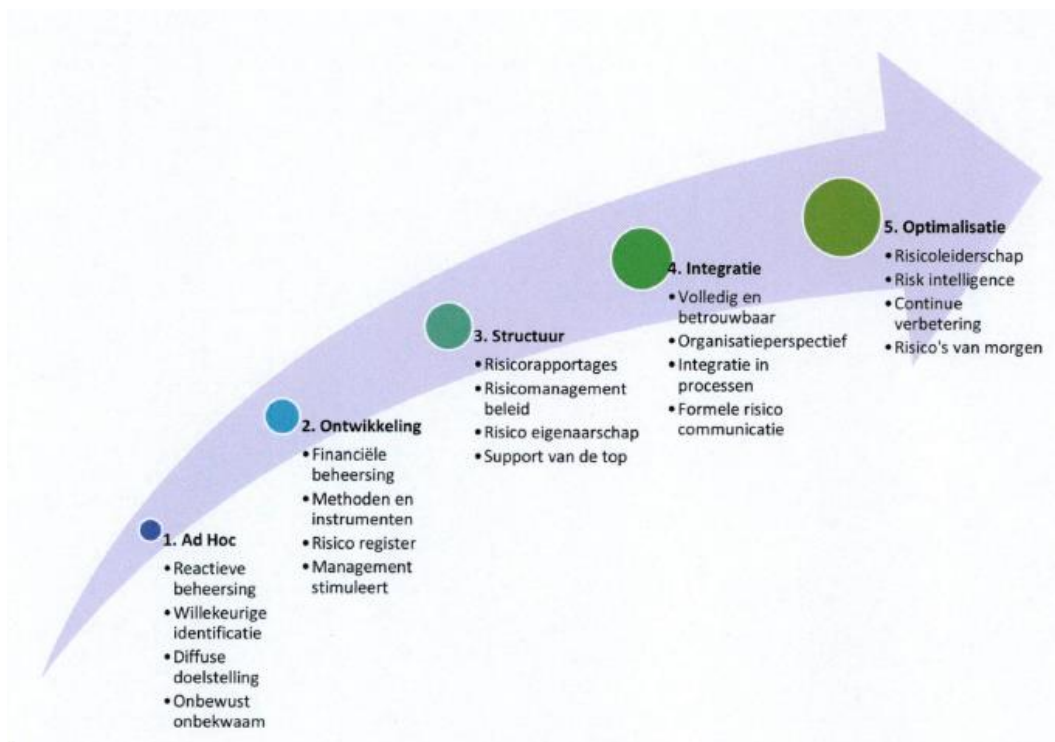 1. Ad Hoc
• Reactieve
beheersing
• Willekeurige
identificatie
• Diffuse
doelstelling
• Onbewust
onbekwaam
2. Ontwikkeling
• Financiële
beheersing
• Methoden en
instrumenten
• Risico register
• Management
stimuleert
3. Structuur
• Risicorapportages
• Risicomanagement
beleid
• Risico eigenaarschap
• Support van de top
4. Integratie
• Volledig en
betrouwbaar
• Organisatieperspectief
• Integratie in
processen
• Formele risico
communicatie
5. Optimalisatie
• Risicoleiderschap
• Risk intelligence
• Continue
verbetering
• Risico's van morgen